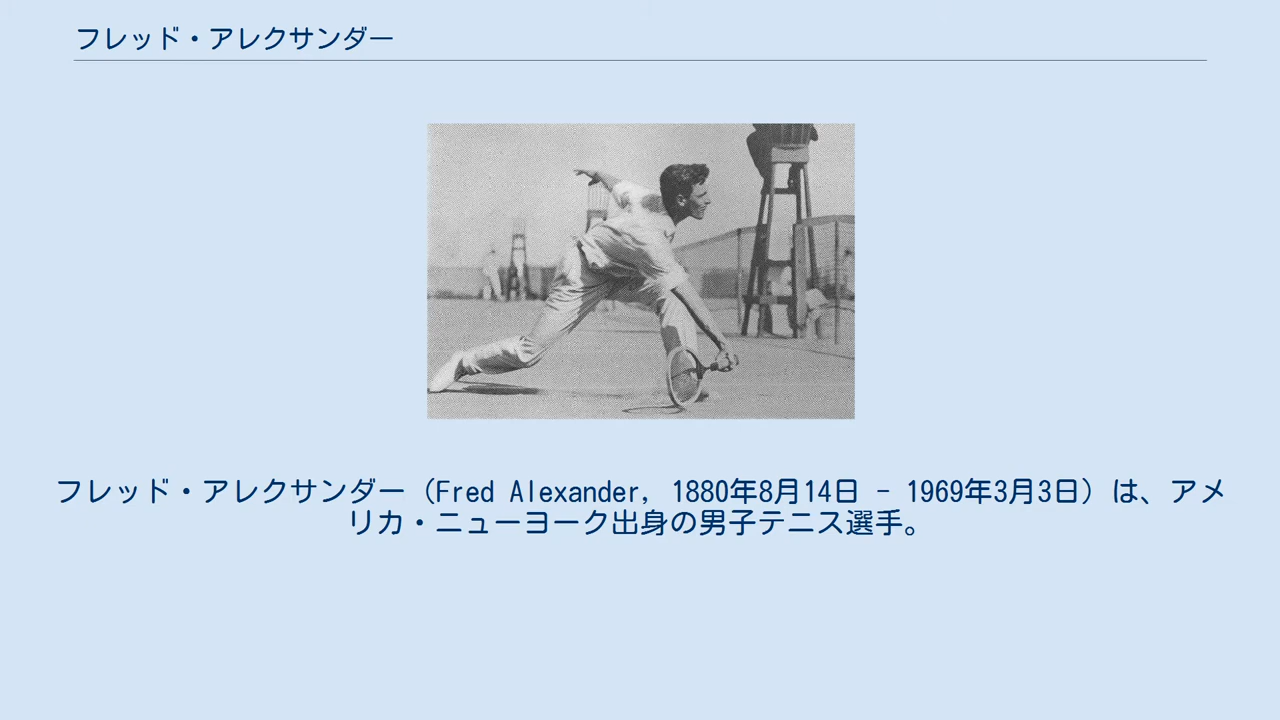 フレッド・アレクサンダー
フレッド・アレクサンダー（Fred Alexander, 1880年8月14日 - 1969年3月3日）は、アメ
リカ・ニューヨーク出身の男子テニス選手。